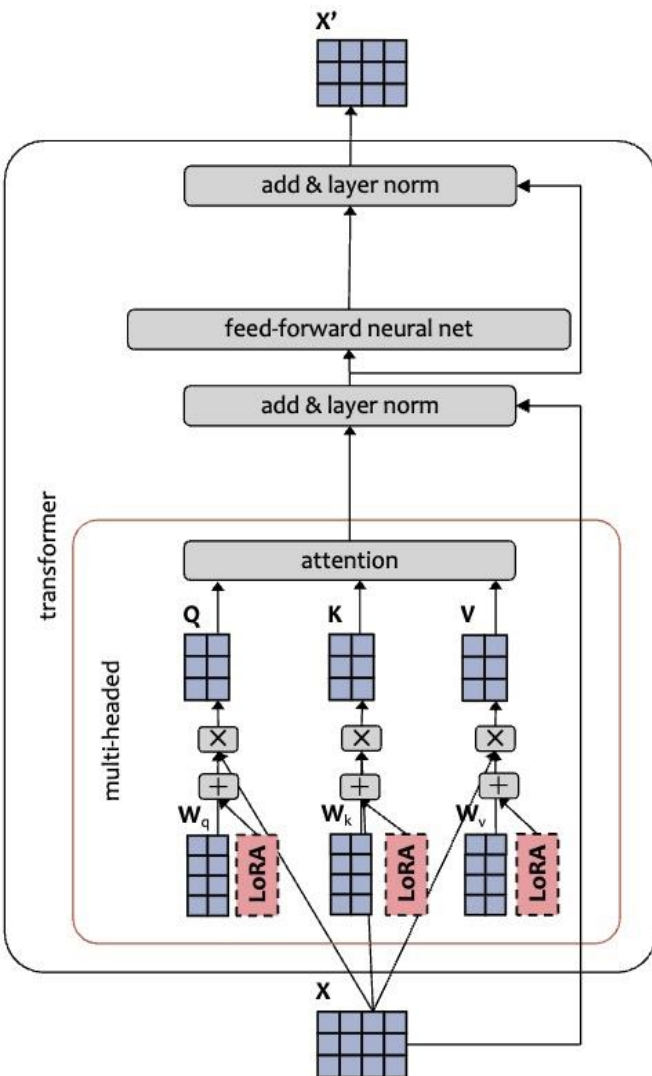 X'
add & layer norm
feed-forward neural net
add & layer norm
transformer
multi-headed
attention
Q K V
× × ×
+ + +
Wq Wk Wv
LoRA LoRA LoRA
X